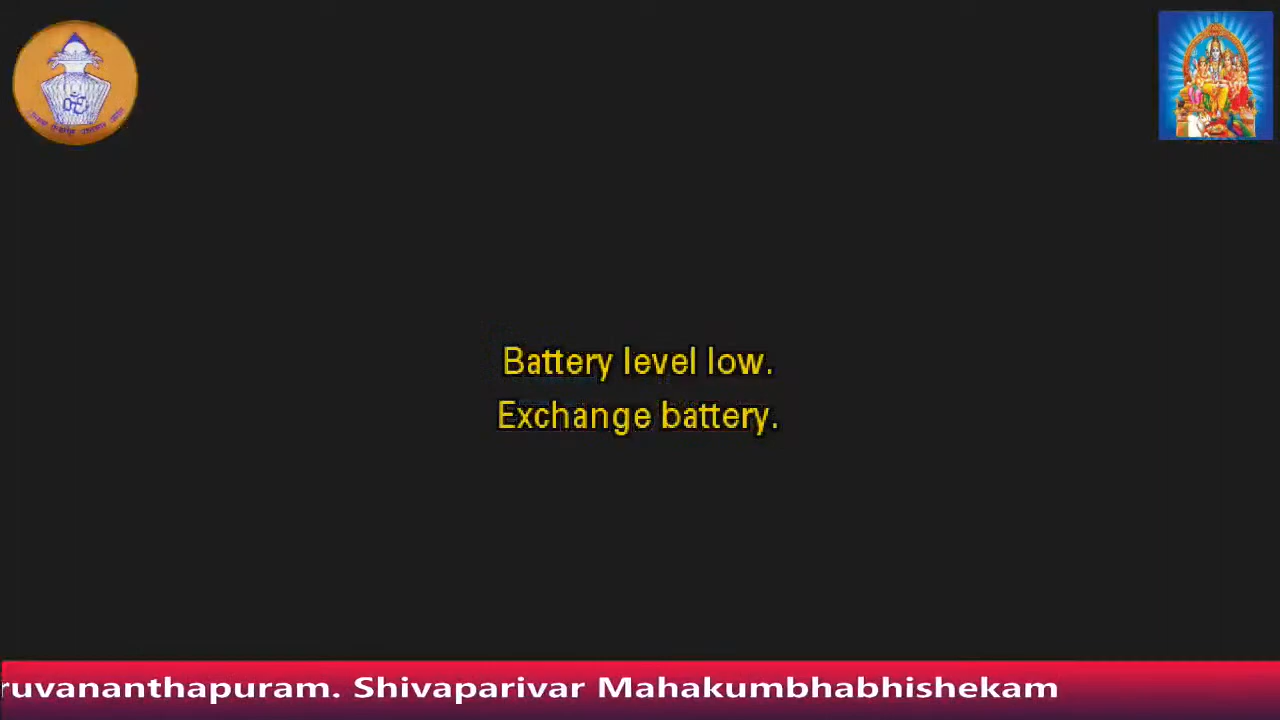 Battery level low.
Exchange battery.
ruvananthapuram. Shivaparivar Mahakumbhabhishekam